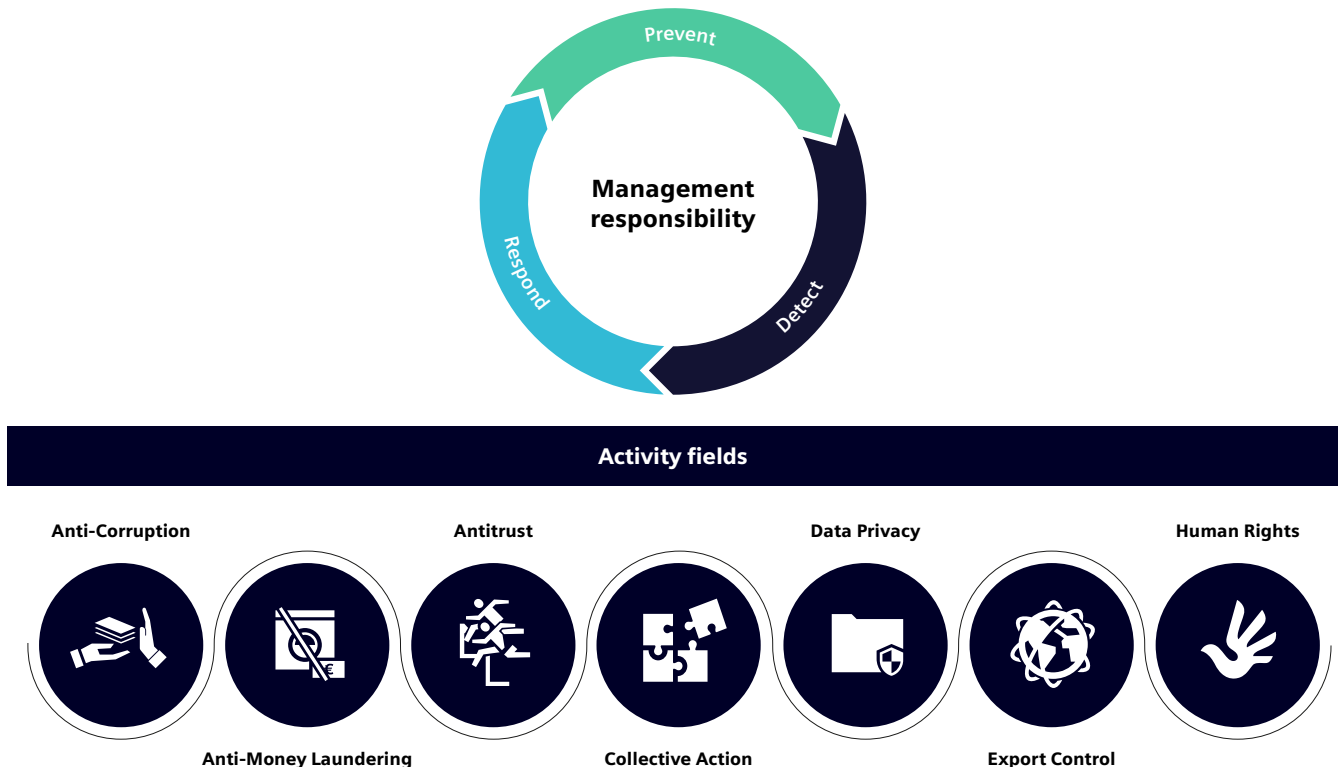 Prevent
Management
responsibility
Respond
Detect
Activity fields
Anti-Corruption
Antitrust
Data Privacy
Human Rights
€
Anti-Money Laundering
Collective Action
Export Control